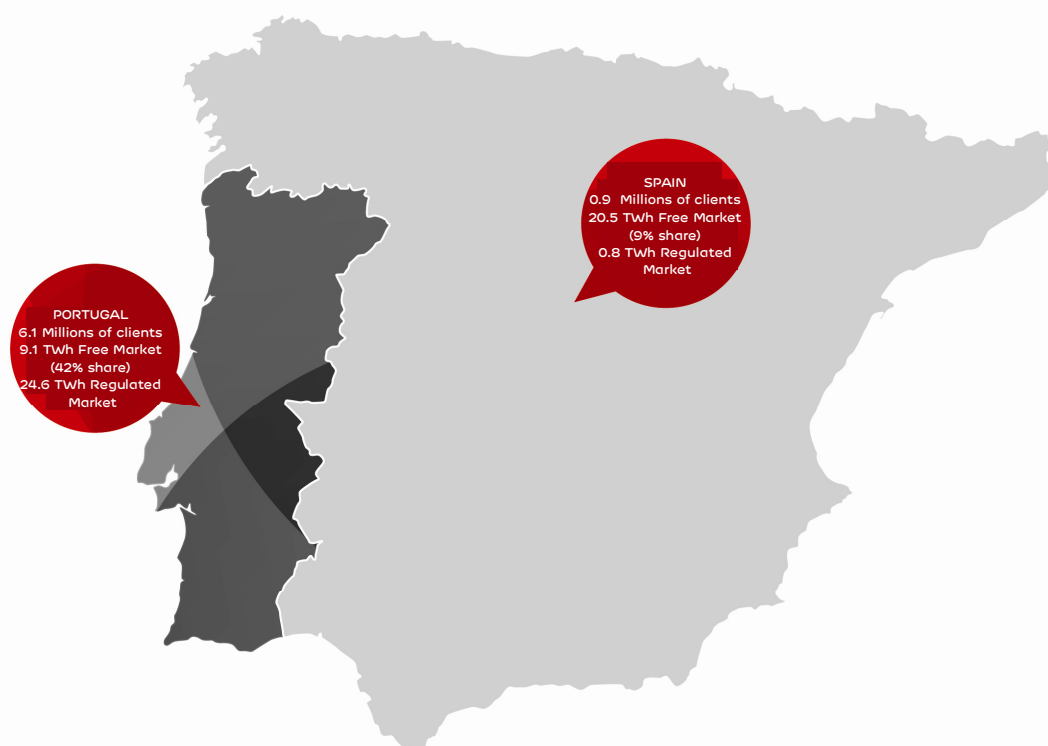 SPAIN
0.9 Millions of clients
20.5 TWh Free Market
(9% share)
0.8 TWh Regulated
Market
PORTUGAL
6.1 Millions of clients
9.1 TWh Free Market
(42% share)
24.6 TWh Regulated
Market